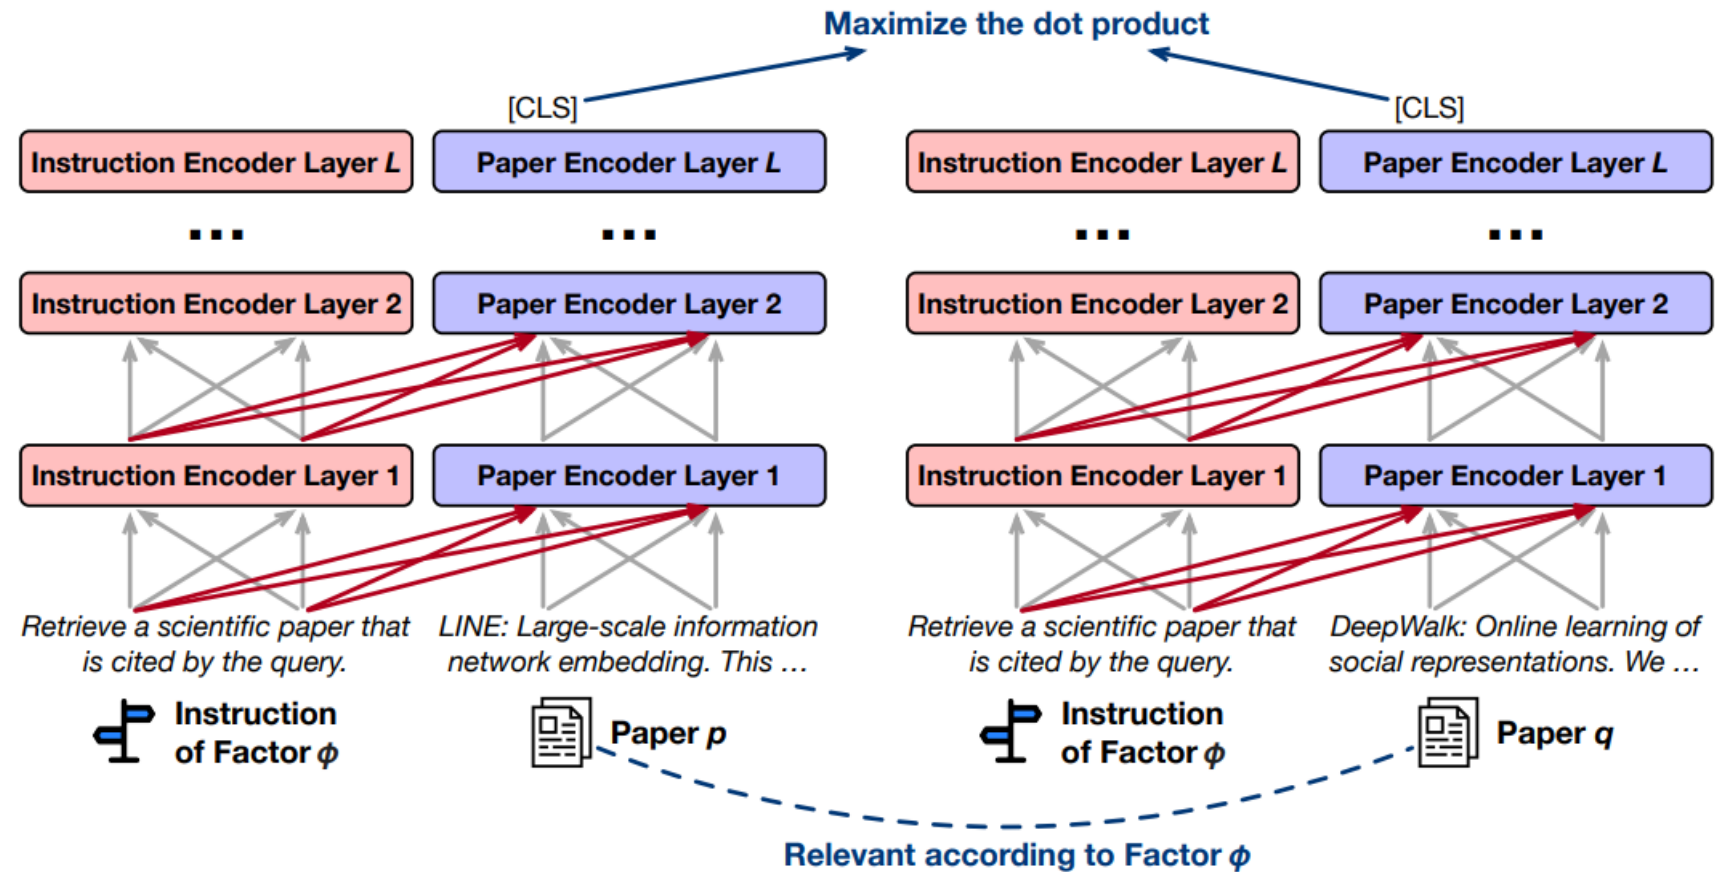 Maximize the dot product
[CLS] [CLS]
Instruction Encoder Layer L Paper Encoder Layer L Instruction Encoder Layer L Paper Encoder Layer L
... ... ... ...
Instruction Encoder Layer 2 Paper Encoder Layer 2 Instruction Encoder Layer 2 Paper Encoder Layer 2
Instruction Encoder Layer 1 Paper Encoder Layer 1 Instruction Encoder Layer 1 Paper Encoder Layer 1
Retrieve a scientific paper that
is cited by the query.
LINE: Large-scale information
network embedding. This ...
Retrieve a scientific paper that
is cited by the query.
DeepWalk: Online learning of
social representations. We ...
Instruction
of Factor ϕ
Paper p
Instruction
of Factor ϕ
Paper q
Relevant according to Factor ϕ